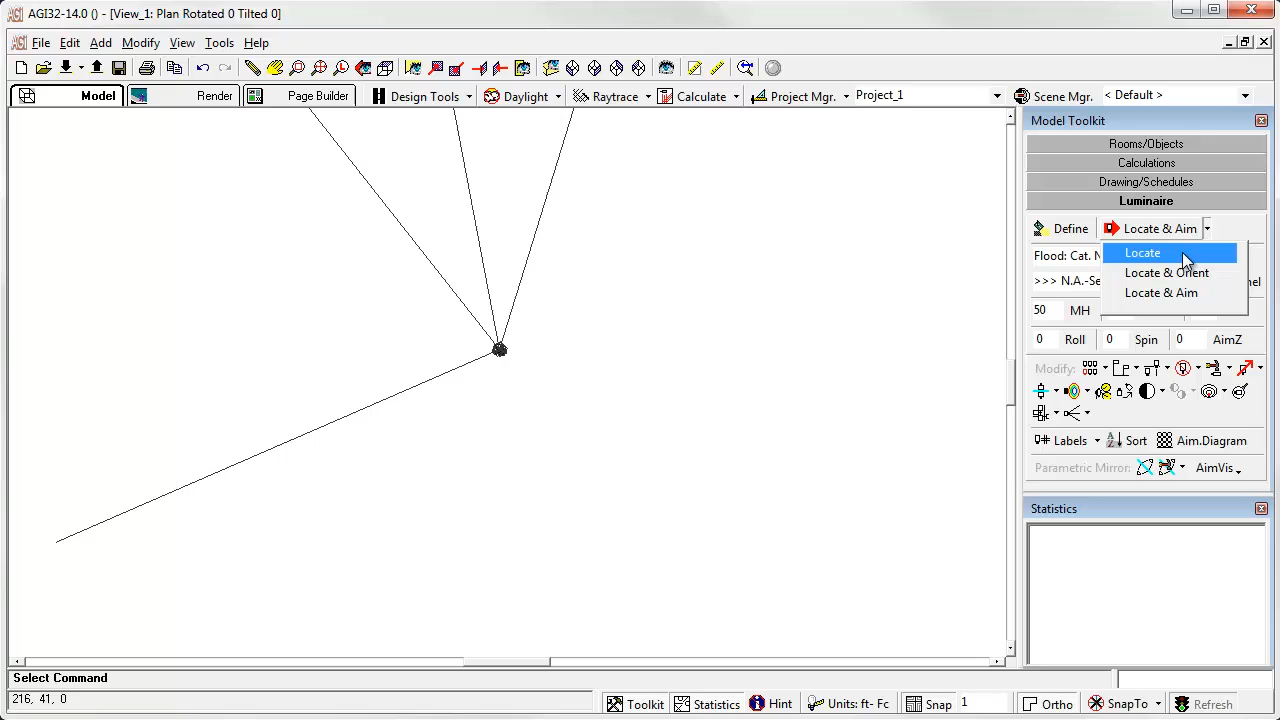 AGI AGI32-14.0 () - [View_1: Plan Rotated 0 Tilted 0]
AGI File Edit Add Modify View Tools Help
Model Render Page Builder Design Tools Daylight Raytrace Calculate Project Mgr. Project_1 Scene Mgr. < Default >
Model Toolkit
Rooms/Objects
Calculations
Drawing/Schedules
Luminaire
Define Locate & Aim
Flood: Cat. N
Locate
Locate & Orient
>>> N.A.-Se
Locate & Aim
50 MH
0 Roll 0 Spin 0 AimZ
Modify:
Labels Sort Aim.Diagram
Parametric Mirror: AimVis
Statistics
Select Command
216, 41, 0
Toolkit Statistics Hint Units: ft- Fc Snap 1 Ortho SnapTo Refresh